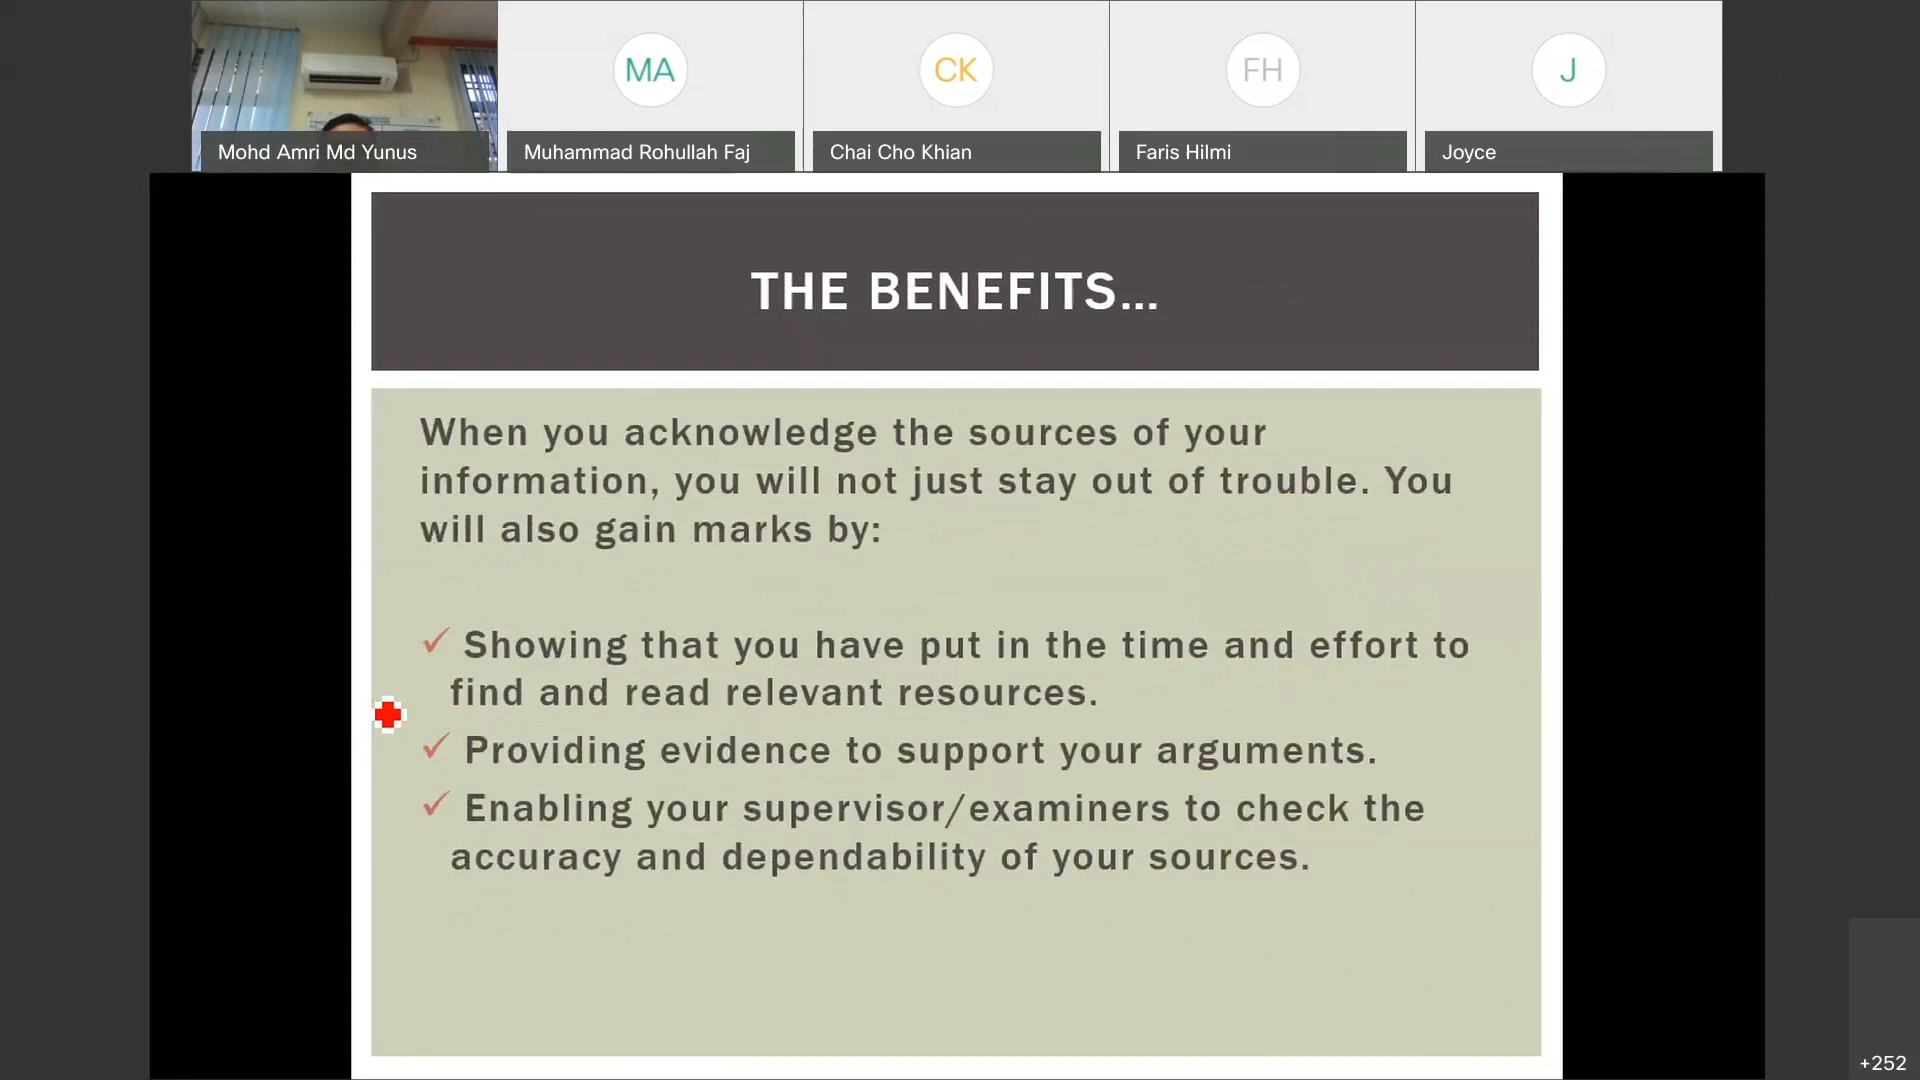 MA
CK
FH
J
Mohd Amri Md Yunus
Muhammad Rohullah Faj
Chai Cho Khian
Faris Hilmi
Joyce
THE BENEFITS...
When you acknowledge the sources of your
information, you will not just stay out of trouble. You
will also gain marks by:
✓ Showing that you have put in the time and effort to
find and read relevant resources.
✓ Providing evidence to support your arguments.
✓ Enabling your supervisor/examiners to check the
accuracy and dependability of your sources.
+252